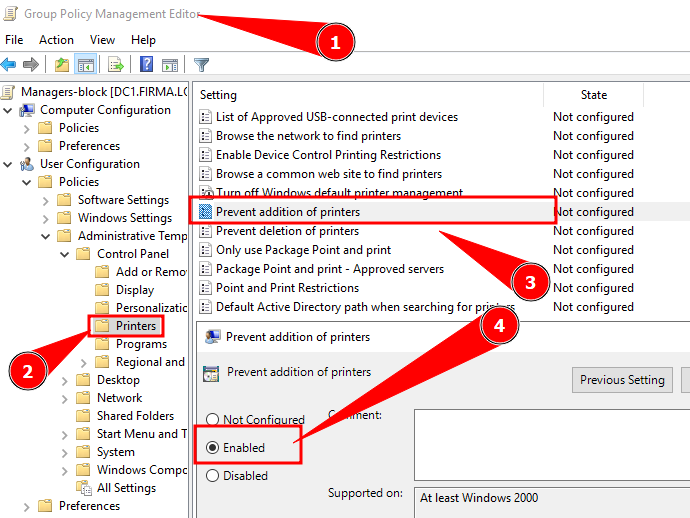 Group Policy Management Editor
1
File Action View Help
Managers-block [DC1.FIRMA.LO
Computer Configuration
Policies
Preferences
User Configuration
Policies
Software Settings
Windows Settings
Administrative Temp
Control Panel
Add or Remo
Display
Personalizatio
Printers
Programs
Regional and
Desktop
Network
Shared Folders
Start Menu and T
System
Windows Compo
All Settings
Preferences
2
Setting State
List of Approved USB-connected print devices Not configured
Browse the network to find printers Not configured
Enable Device Control Printing Restrictions Not configured
Browse a common web site to find printers Not configured
Turn off Windows default printer management Not configured
Prevent addition of printers Not configured
Prevent deletion of printers Not configured
Only use Package Point and print Not configured
Package Point and print - Approved servers Not configured
Point and Print Restrictions Not configured
Default Active Directory path when searching for printers Not configured
3
4
Prevent addition of printers
Prevent addition of printers
Previous Setting
Not Configured
Comment:
Enabled
Disabled
Supported on:
At least Windows 2000